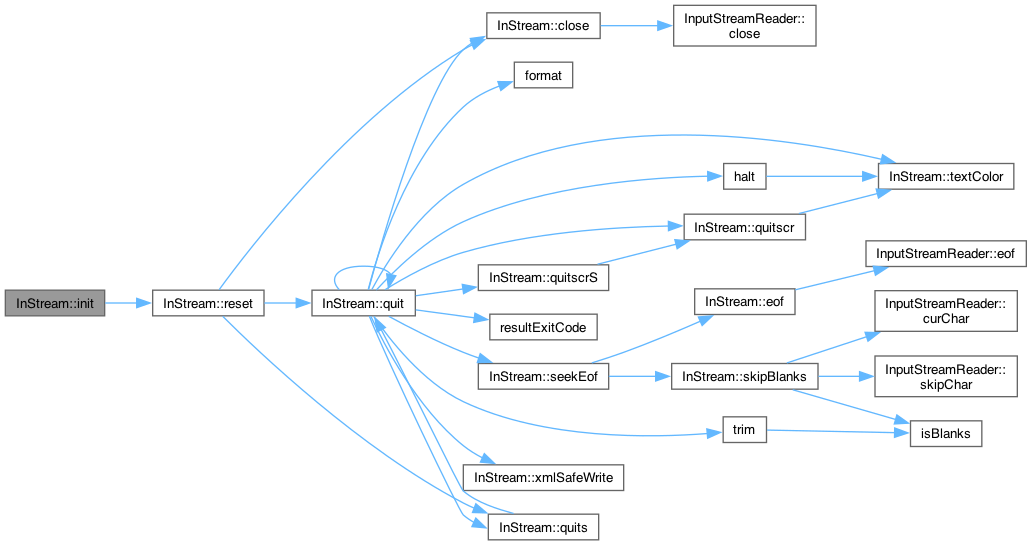 InStream::close
InputStreamReader::
close
format
halt
InStream::textColor
InStream::quitscr
InputStreamReader::eof
InStream::quitscrS
InStream::init
InStream::reset
InStream::quit
InStream::eof
InputStreamReader::
curChar
resultExitCode
InStream::seekEof
InStream::skipBlanks
InputStreamReader::
skipChar
trim
isBlanks
InStream::xmlSafeWrite
InStream::quits